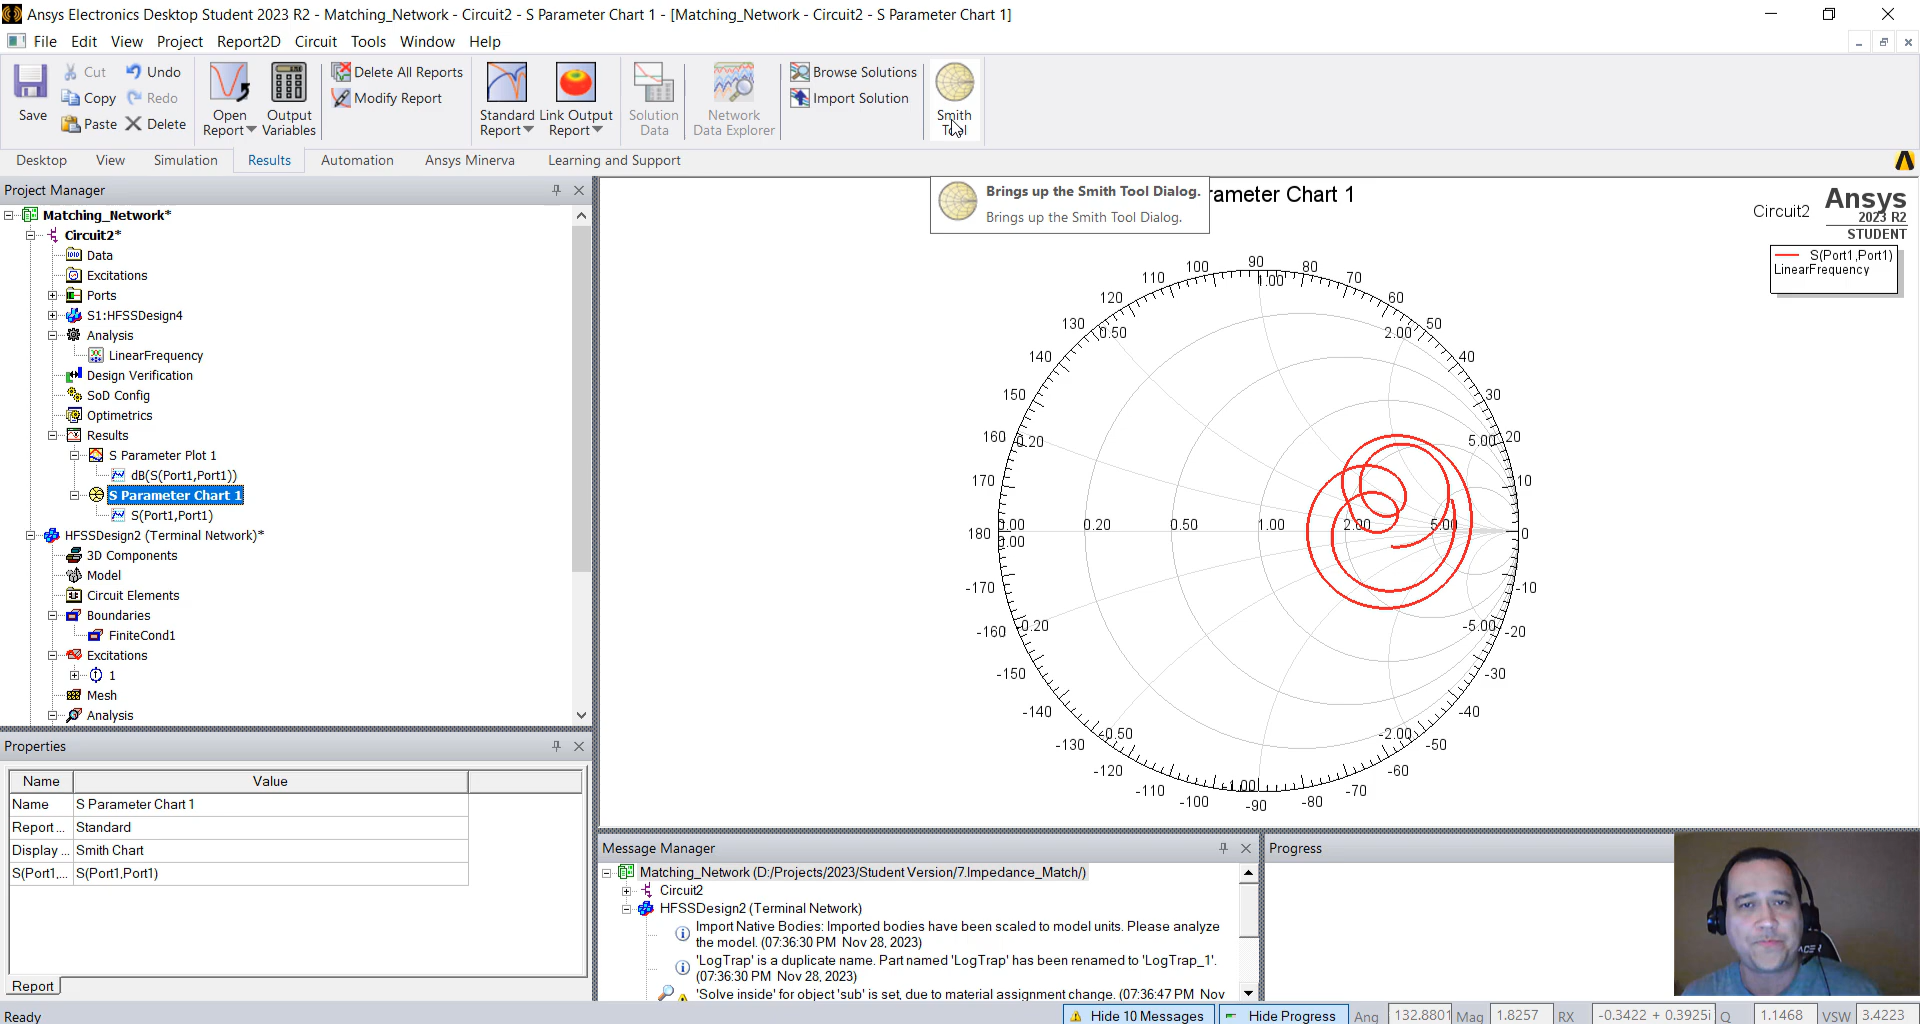 Ansys Electronics Desktop Student 2023 R2 - Matching_Network - Circuit2 - S Parameter Chart 1 - [Matching_Network - Circuit2 - S Parameter Chart 1]
File Edit View Project Report2D Circuit Tools Window Help
Save
Cut
Copy
Paste
Undo
Redo
Delete
Open Report
Output Variables
Delete All Reports
Modify Report
Standard Report
Link Output Report
Solution Data
Network Data Explorer
Browse Solutions
Import Solution
Smith Tool
Desktop View Simulation Results Automation Ansys Minerva Learning and Support
Project Manager
Matching_Network*
Circuit2*
Data
Excitations
Ports
S1:HFSSDesign4
Analysis
LinearFrequency
Design Verification
SoD Config
Optimetrics
Results
S Parameter Plot 1
dB(S(Port1,Port1))
S Parameter Chart 1
S(Port1,Port1)
HFSSDesign2 (Terminal Network)*
3D Components
Model
Circuit Elements
Boundaries
FiniteCond1
Excitations
1
Mesh
Analysis
Properties
Name Value
Name S Parameter Chart 1
Report ... Standard
Display ... Smith Chart
S(Port1,... S(Port1,Port1)
Report
Brings up the Smith Tool Dialog.
Brings up the Smith Tool Dialog.
rameter Chart 1
Circuit2
Ansys
2023 R2
STUDENT
S(Port1,Port1)
LinearFrequency
90
100 80
110 1.00 70
120 60
130 0.50 2.00 50
140 40
150 30
160 0.20 5.00 20
170 10
180 0.00 0.20 0.50 1.00 2.00 5.00 0
0.00
-170 -10
-160 -0.20 -5.00 -20
-150 -30
-140 -40
-130 -0.50 -2.00 -50
-120 -60
-110 -1.00 -70
-100 -80
-90
Message Manager
Matching_Network (D:/Projects/2023/Student Version/7.Impedance_Match/)
Circuit2
HFSSDesign2 (Terminal Network)
Import Native Bodies: Imported bodies have been scaled to model units. Please analyze
the model. (07:36:30 PM Nov 28, 2023)
'LogTrap' is a duplicate name. Part named 'LogTrap' has been renamed to 'LogTrap_1'.
(07:36:30 PM Nov 28, 2023)
'Solve inside' for object 'sub' is set, due to material assignment change. (07:36:47 PM Nov
Progress
Ready
Hide 10 Messages
Hide Progress
Ang 132.8801 Mag 1.8257 RX -0.3422 + 0.3925i Q 1.1468 VSW 3.4223